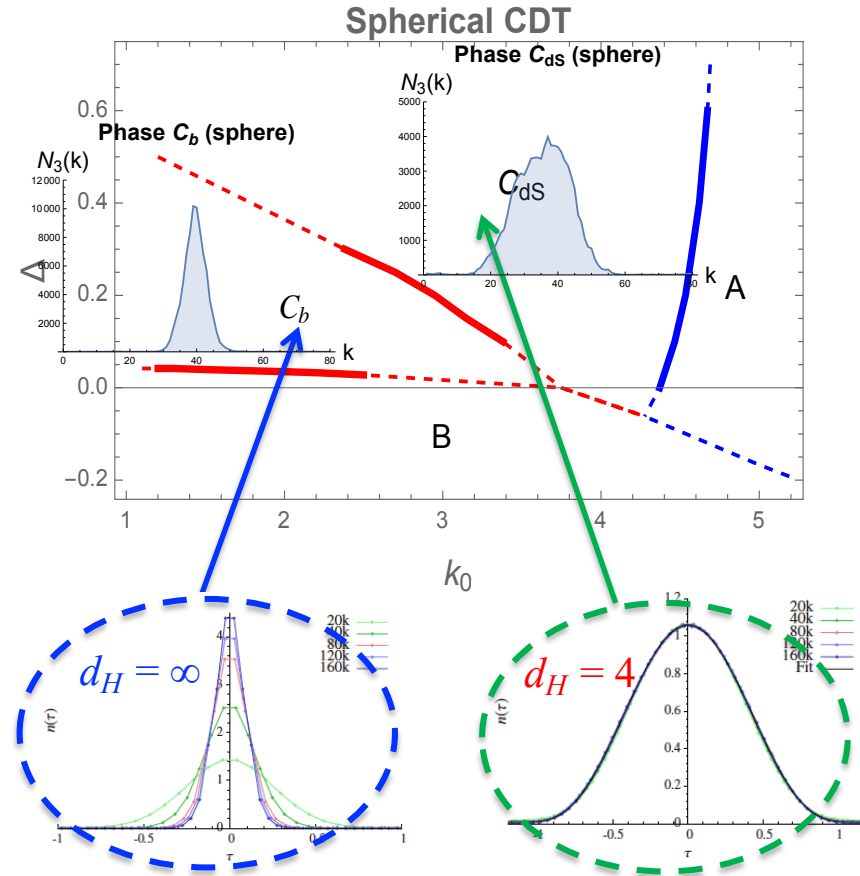 Spherical CDT
Phase C_dS (sphere)
N_3(k)
5000
4000
3000
2000
1000
0
20
40
60
80
k
C_dS
A
Phase C_b (sphere)
N_3(k)
12000
10000
8000
6000
4000
2000
0
20
40
60
80
k
C_b
B
Δ
0.6
0.4
0.2
0.0
−0.2
1
2
3
4
5
k_0
20k
40k
80k
120k
160k
d_H = ∞
n(τ)
4
3
2
1
0
-1
-0.5
0
0.5
1
τ
20k
40k
80k
120k
160k
Fit
d_H = 4
n(τ)
1.2
1
0.8
0.6
0.4
0.2
0
-1
-0.5
0
0.5
1
τ